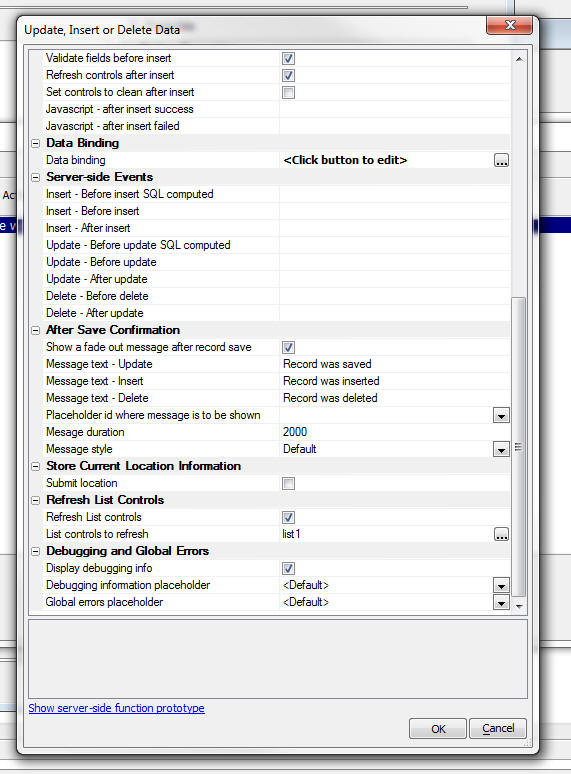 Update, Insert or Delete Data
Validate fields before insert
Refresh controls after insert
Set controls to clean after insert
Javascript - after insert success
Javascript - after insert failed
Data Binding
Data binding <Click button to edit> ...
Server-side Events
Insert - Before insert SQL computed
Insert - Before insert
Insert - After insert
Update - Before update SQL computed
Update - Before update
Update - After update
Delete - Before delete
Delete - After update
After Save Confirmation
Show a fade out message after record save
Message text - Update Record was saved
Message text - Insert Record was inserted
Message text - Delete Record was deleted
Placeholder id where message is to be shown
Mesage duration 2000
Message style Default
Store Current Location Information
Submit location
Refresh List Controls
Refresh List controls
List controls to refresh list1 ...
Debugging and Global Errors
Display debugging info
Debugging information placeholder <Default>
Global errors placeholder <Default>
Show server-side function prototype
OK Cancel